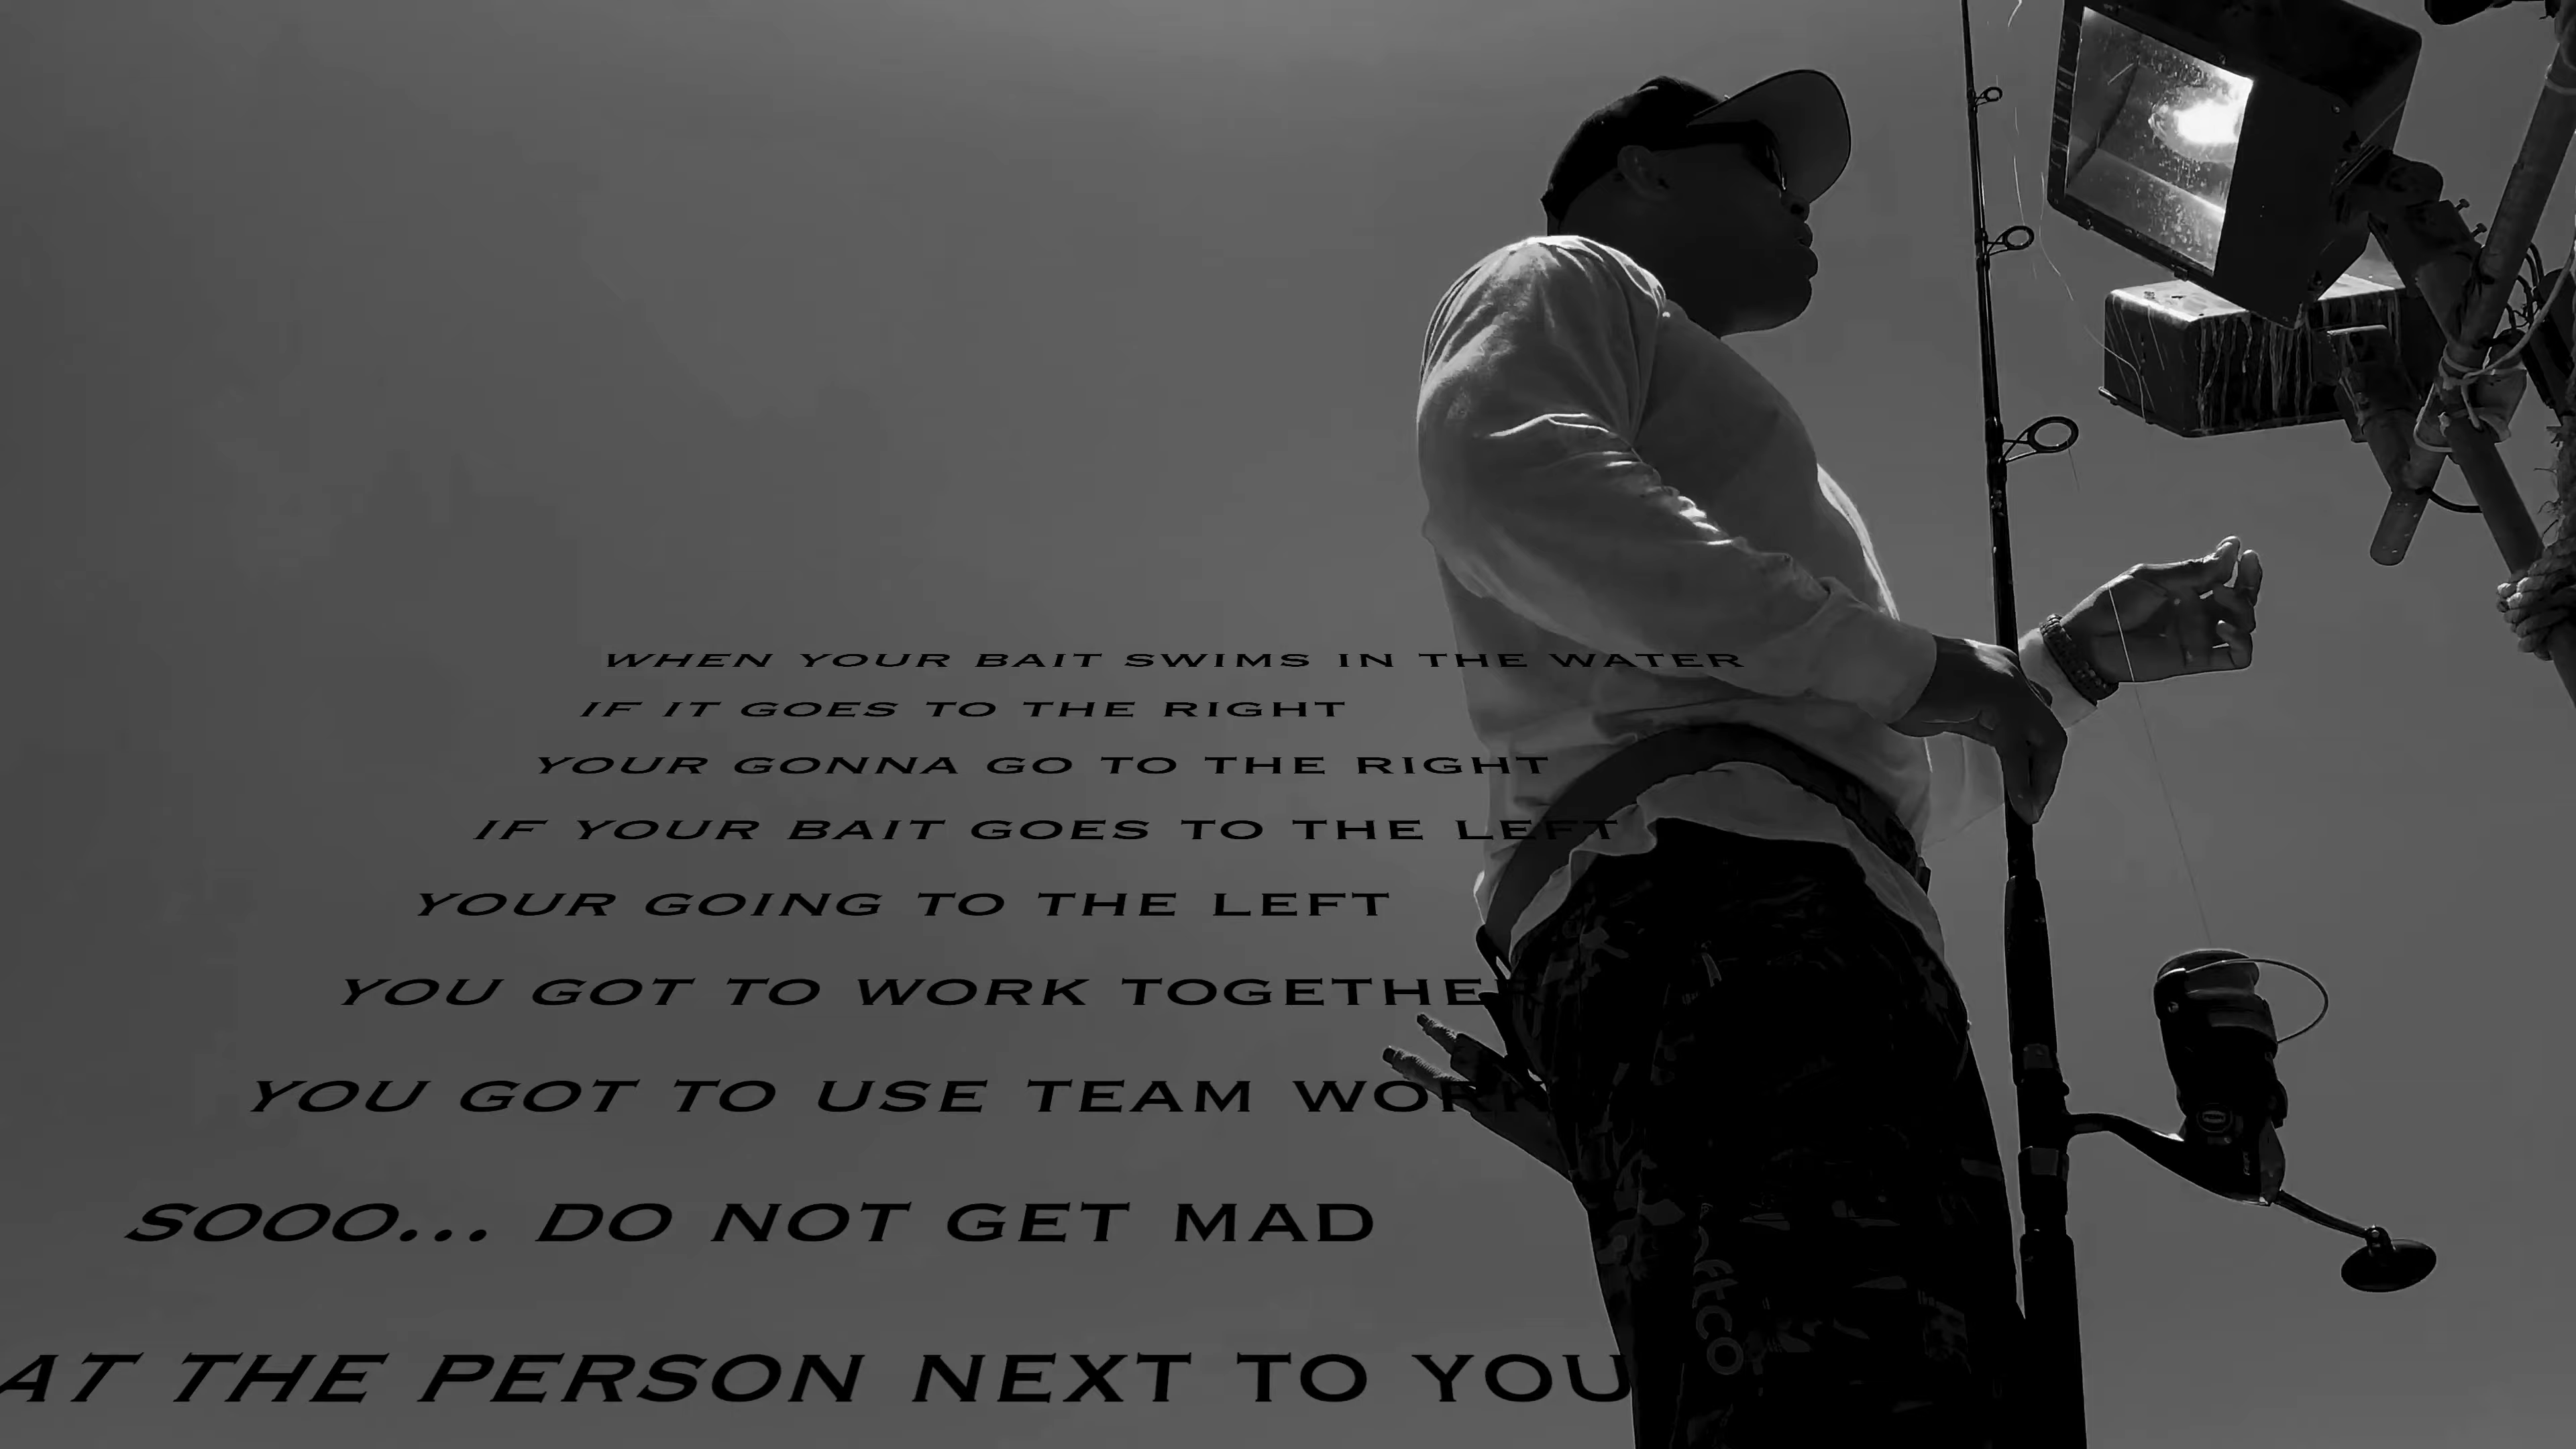 WHEN YOUR BAIT SWIMS IN THE WATER
IF IT GOES TO THE RIGHT
YOUR GONNA GO TO THE RIGHT
IF YOUR BAIT GOES TO THE LEFT
YOUR GOING TO THE LEFT
YOU GOT TO WORK TOGETHER
YOU GOT TO USE TEAM WORK
SOOO... DO NOT GET MAD
AT THE PERSON NEXT TO YOU
aftco